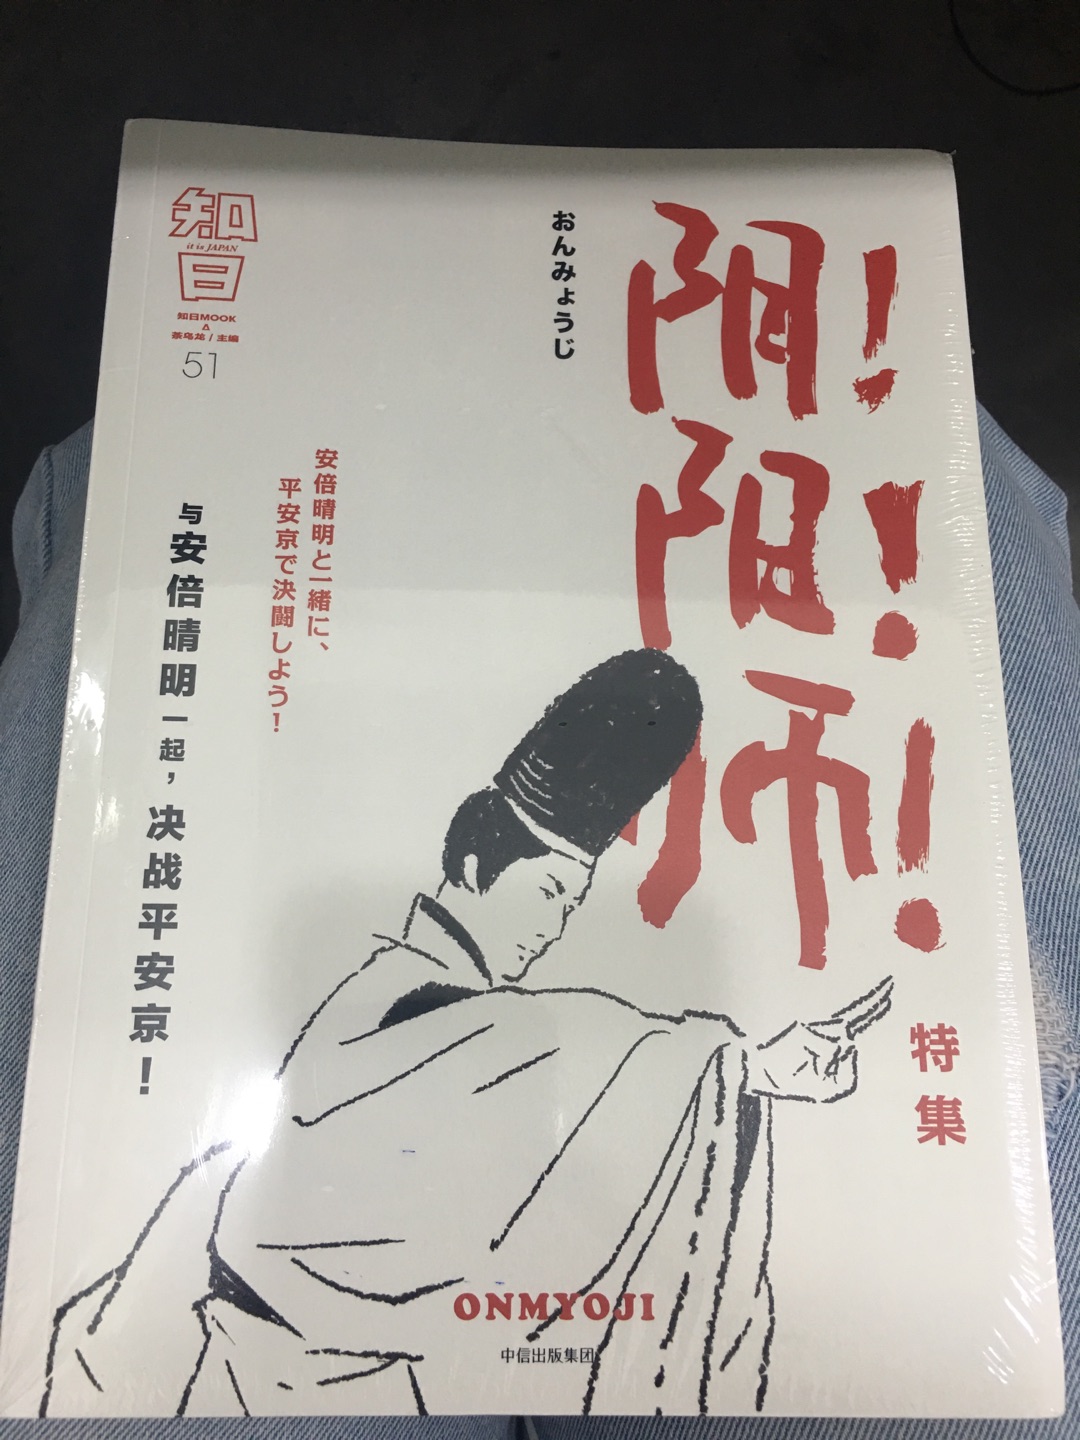 知
it is JAPAN
日
知日MOOK
茶乌龙 / 主编
51
阴!
阳!
师!
特集
おんみょうじ
安倍晴明と一緒に、
平安京で決闘しよう!
与安倍晴明一起，决战平安京!
ONMYOJI
中信出版集团